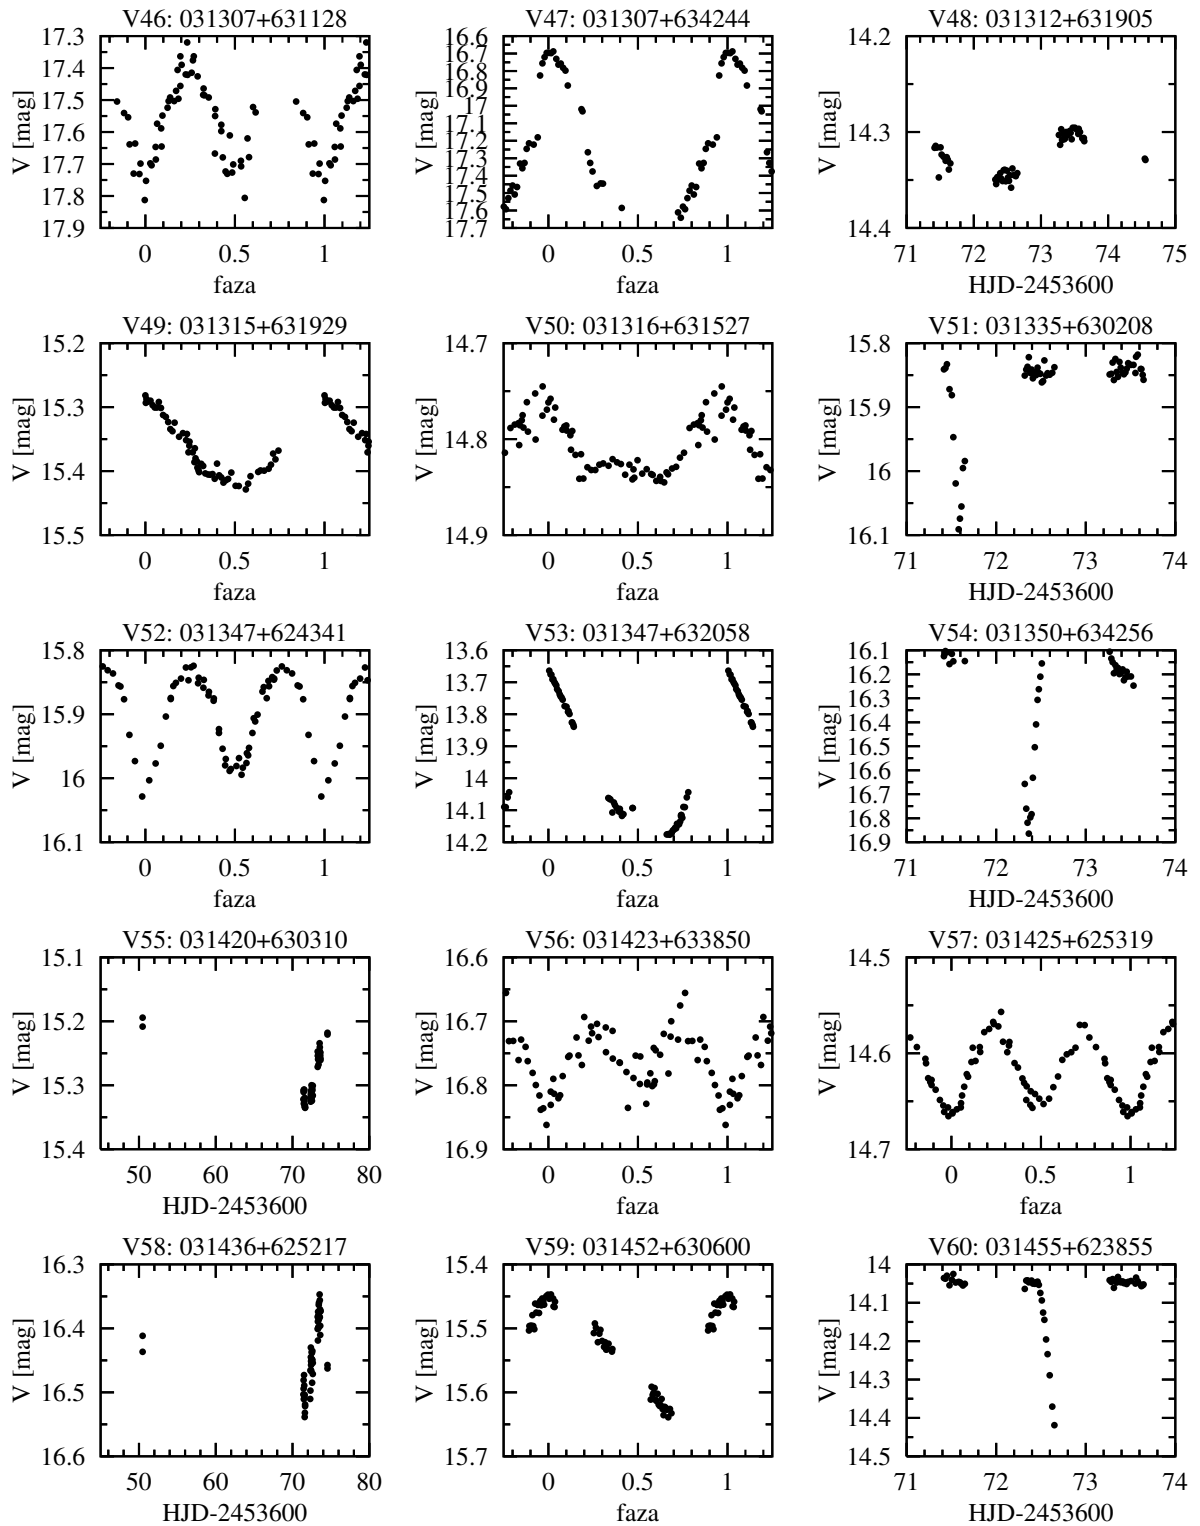 V46: 031307+631128 V47: 031307+634244 V48: 031312+631905
17.3 16.6 14.2
17.4 16.7
17.5 16.8
17.6 16.9
17.7 17
17.8 17.1
17.9 17.2
17.3
17.4
17.5
17.6
17.7
14.3
14.4
V [mag] V [mag] V [mag]
0 0.5 1 0 0.5 1 71 72 73 74 75
faza faza HJD-2453600
V49: 031315+631929 V50: 031316+631527 V51: 031335+630208
15.2 14.7 15.8
15.3 14.8 15.9
15.4 14.9 16
15.5 16.1
V [mag] V [mag] V [mag]
0 0.5 1 0 0.5 1 71 72 73 74
faza faza HJD-2453600
V52: 031347+624341 V53: 031347+632058 V54: 031350+634256
15.8 13.6 16.1
15.9 13.7 16.2
16 13.8 16.3
16.1 13.9 16.4
14 16.5
14.1 16.6
14.2 16.7
16.8
16.9
V [mag] V [mag] V [mag]
0 0.5 1 0 0.5 1 71 72 73 74
faza faza HJD-2453600
V55: 031420+630310 V56: 031423+633850 V57: 031425+625319
15.1 16.6 14.5
15.2 16.7 14.6
15.3 16.8 14.7
15.4 16.9
V [mag] V [mag] V [mag]
50 60 70 80 0 0.5 1 0 0.5 1
HJD-2453600 faza faza
V58: 031436+625217 V59: 031452+630600 V60: 031455+623855
16.3 15.4 14
16.4 15.5 14.1
16.5 15.6 14.2
16.6 15.7 14.3
14.4
14.5
V [mag] V [mag] V [mag]
50 60 70 80 0 0.5 1 71 72 73 74
HJD-2453600 faza HJD-2453600